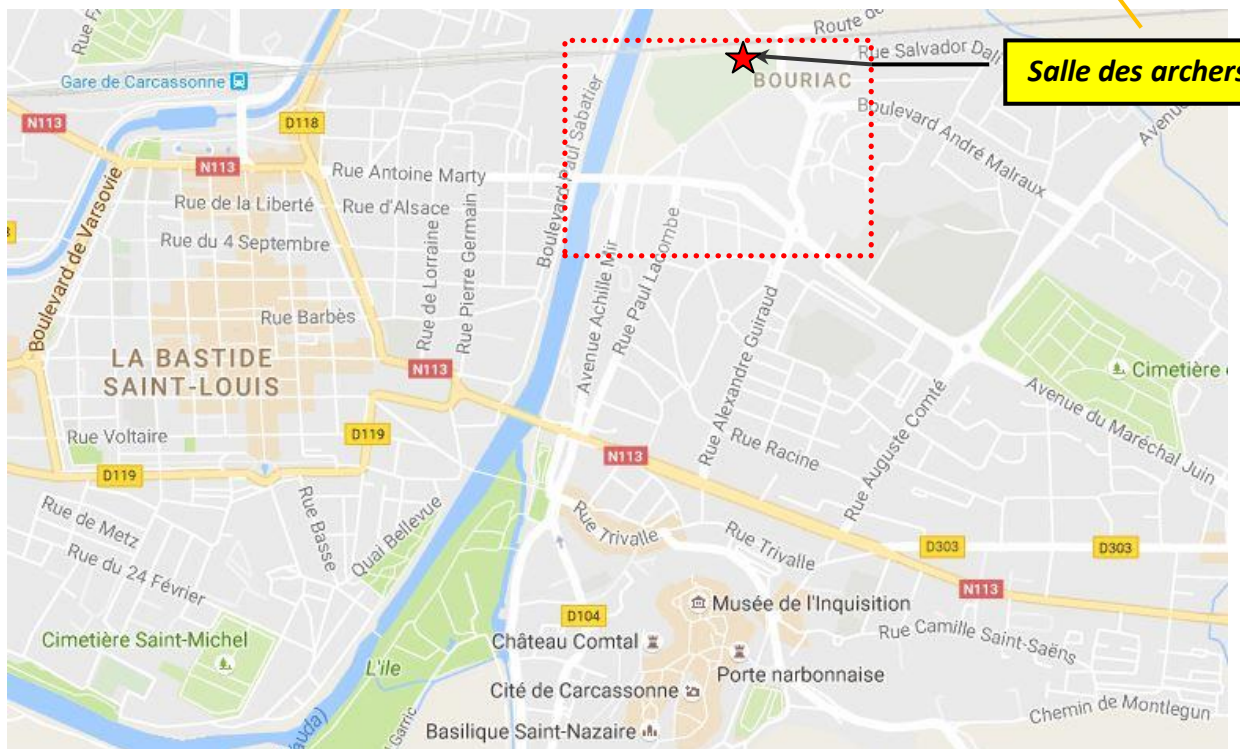 Route de
Rue Salvador Dali
Salle des archers
BOURIAC
Gare de Carcassonne
N113
D118
Boulevard Paul Sabatier
Boulevard André Malraux
N113
Rue Antoine Marty
Boulevard de Varsovie
Rue de la Liberté
Rue d'Alsace
Rue du 4 Septembre
Rue de Lorraine
Rue Pierre Germain
Avenue Achille Mir
Rue Paul Lacombe
Rue Barbès
Rue Alexandre Guiraud
LA BASTIDE
SAINT-LOUIS
N113
Cimetière
Avenue du Maréchal Juin
Rue Auguste Comté
Rue Voltaire
D119
Rue Racine
N113
D119
Rue de Metz
Rue Basse
Quai Bellevue
Rue Trivalle
Rue Trivalle
D303
D303
Rue du 24 Février
N113
Musée de l'Inquisition
D104
Rue Camille Saint-Saëns
Cimetière Saint-Michel
Château Comtal
L'ile
Porte narbonnaise
Cité de Carcassonne
Chemin de Montlegun
Basilique Saint-Nazaire